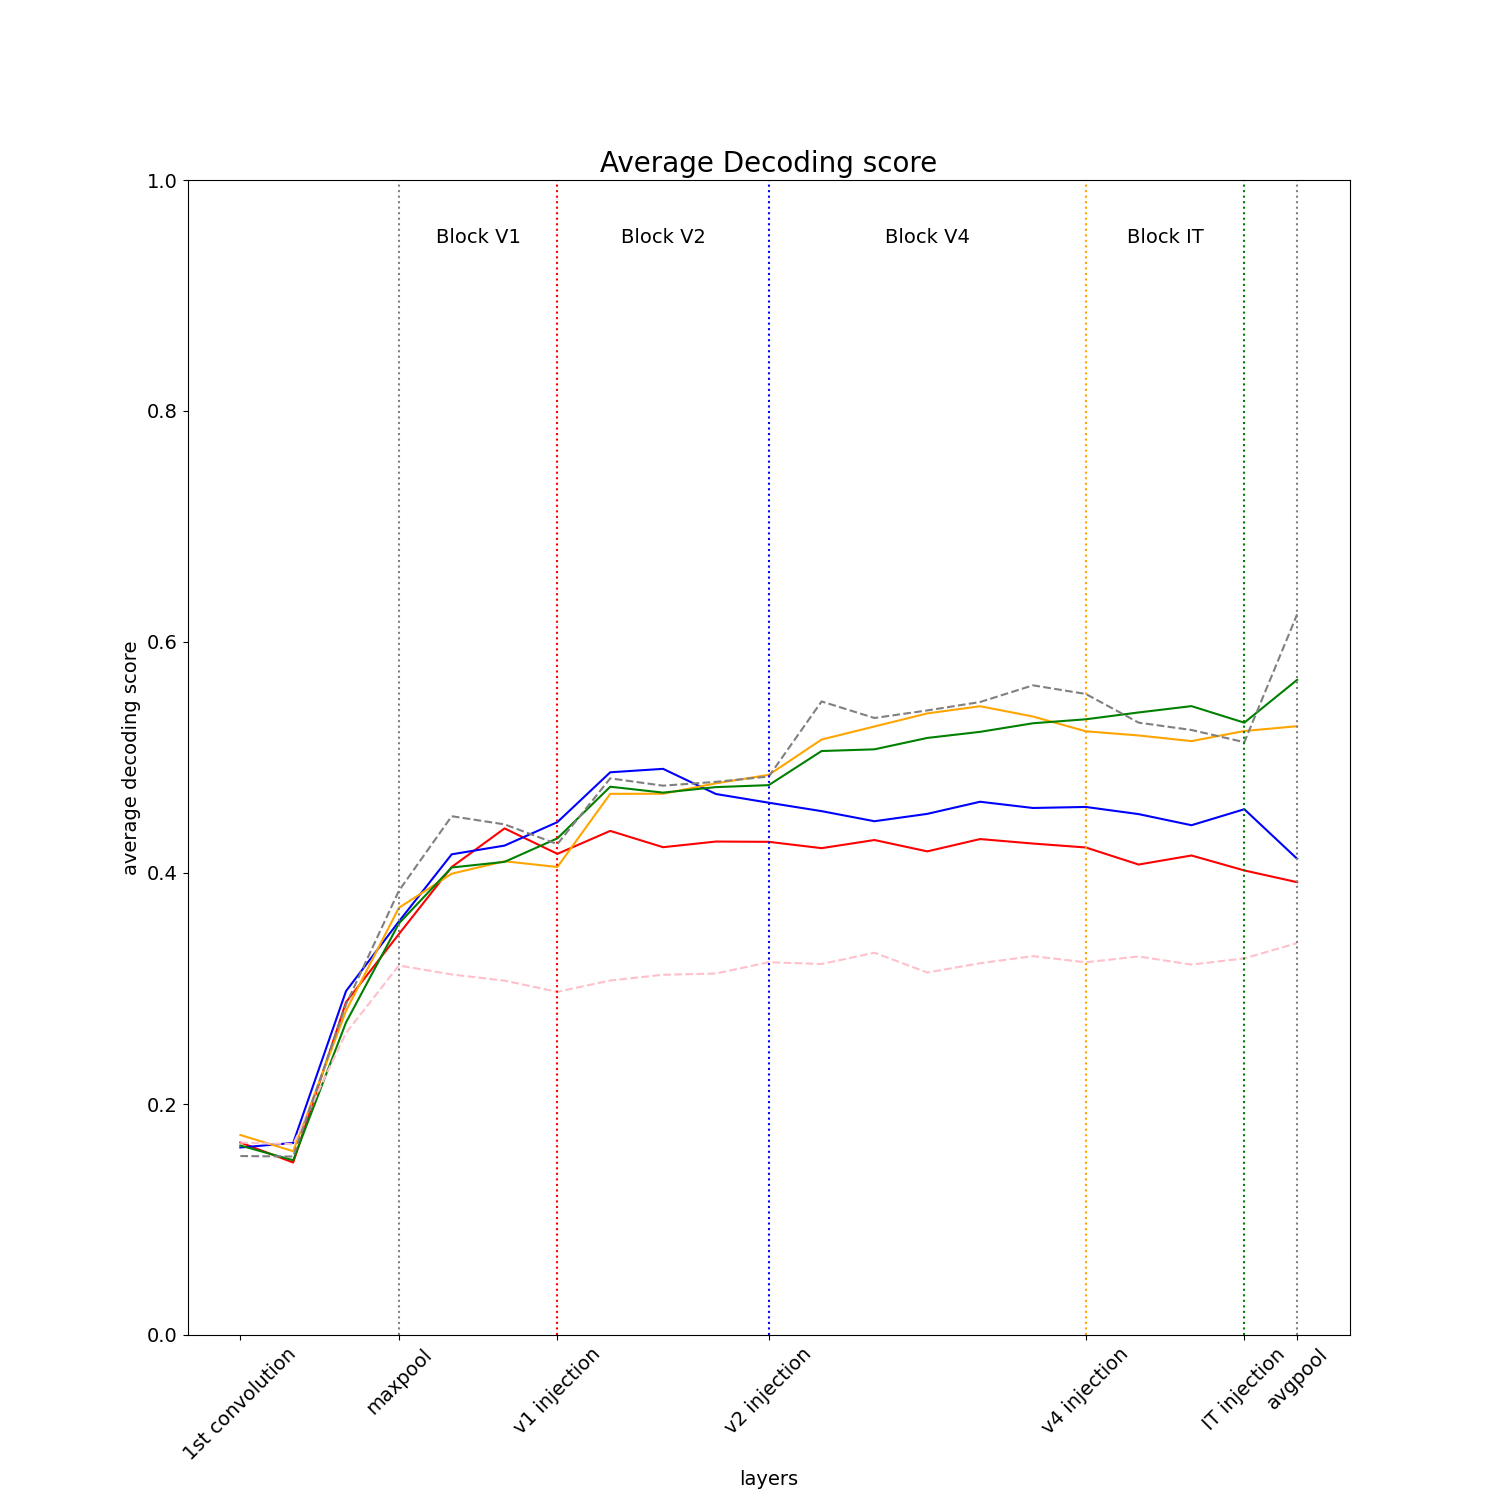 Average Decoding score
1.0
0.8
0.6
0.4
0.2
0.0
average decoding score
Block V1
Block V2
Block V4
Block IT
1st convolution
maxpool
v1 injection
v2 injection
v4 injection
IT injection
avgpool
layers